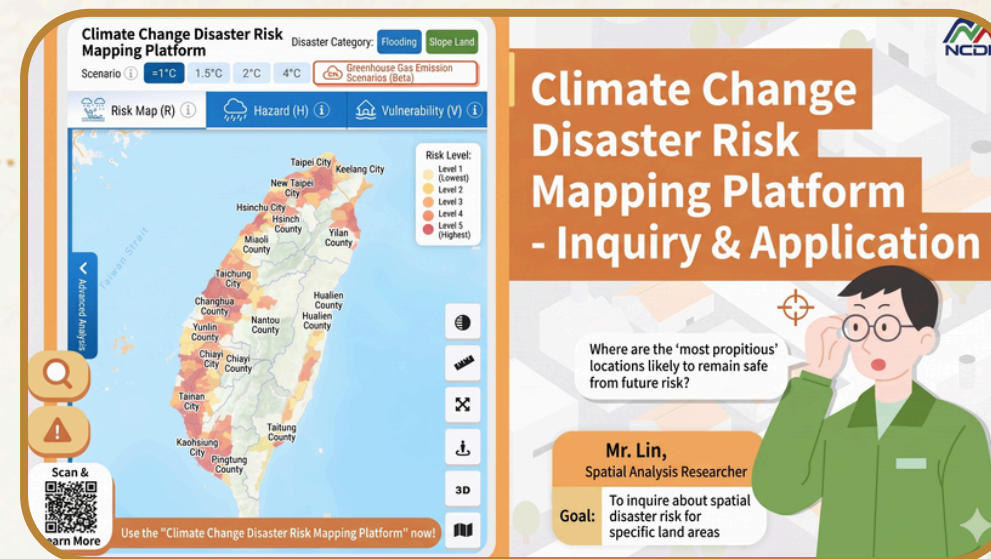 Climate Change Disaster Risk
Mapping Platform
Disaster Category:
Flooding
Slope Land
Scenario
=1°C
1.5°C
2°C
4°C
Greenhouse Gas Emission
Scenarios (Beta)
Risk Map (R)
Hazard (H)
Vulnerability (V)
Risk Level:
Level 1
(Lowest)
Level 2
Level 3
Level 4
Level 5
(Highest)
Taipei City
Keelang City
New Taipei
City
Hsinchu City
Hsinch
County
Yilan
County
Miaoli
County
Taiwan Strait
Taichung
City
Changhua
County
Hualien
County
Hualien
County
Nantou
County
Yunlin
County
Chiayi
City
Chiayi
County
Tainan
City
Taitung
County
Kaohsiung
City
Pingtung
County
Advanced Analysis
3D
Scan &
earn More
Use the "Climate Change Disaster Risk Mapping Platform" now!
Climate Change
Disaster Risk
Mapping Platform
- Inquiry & Application
Where are the ‘most propitious’
locations likely to remain safe
from future risk?
Mr. Lin,
Spatial Analysis Researcher
Goal:
To inquire about spatial
disaster risk for
specific land areas